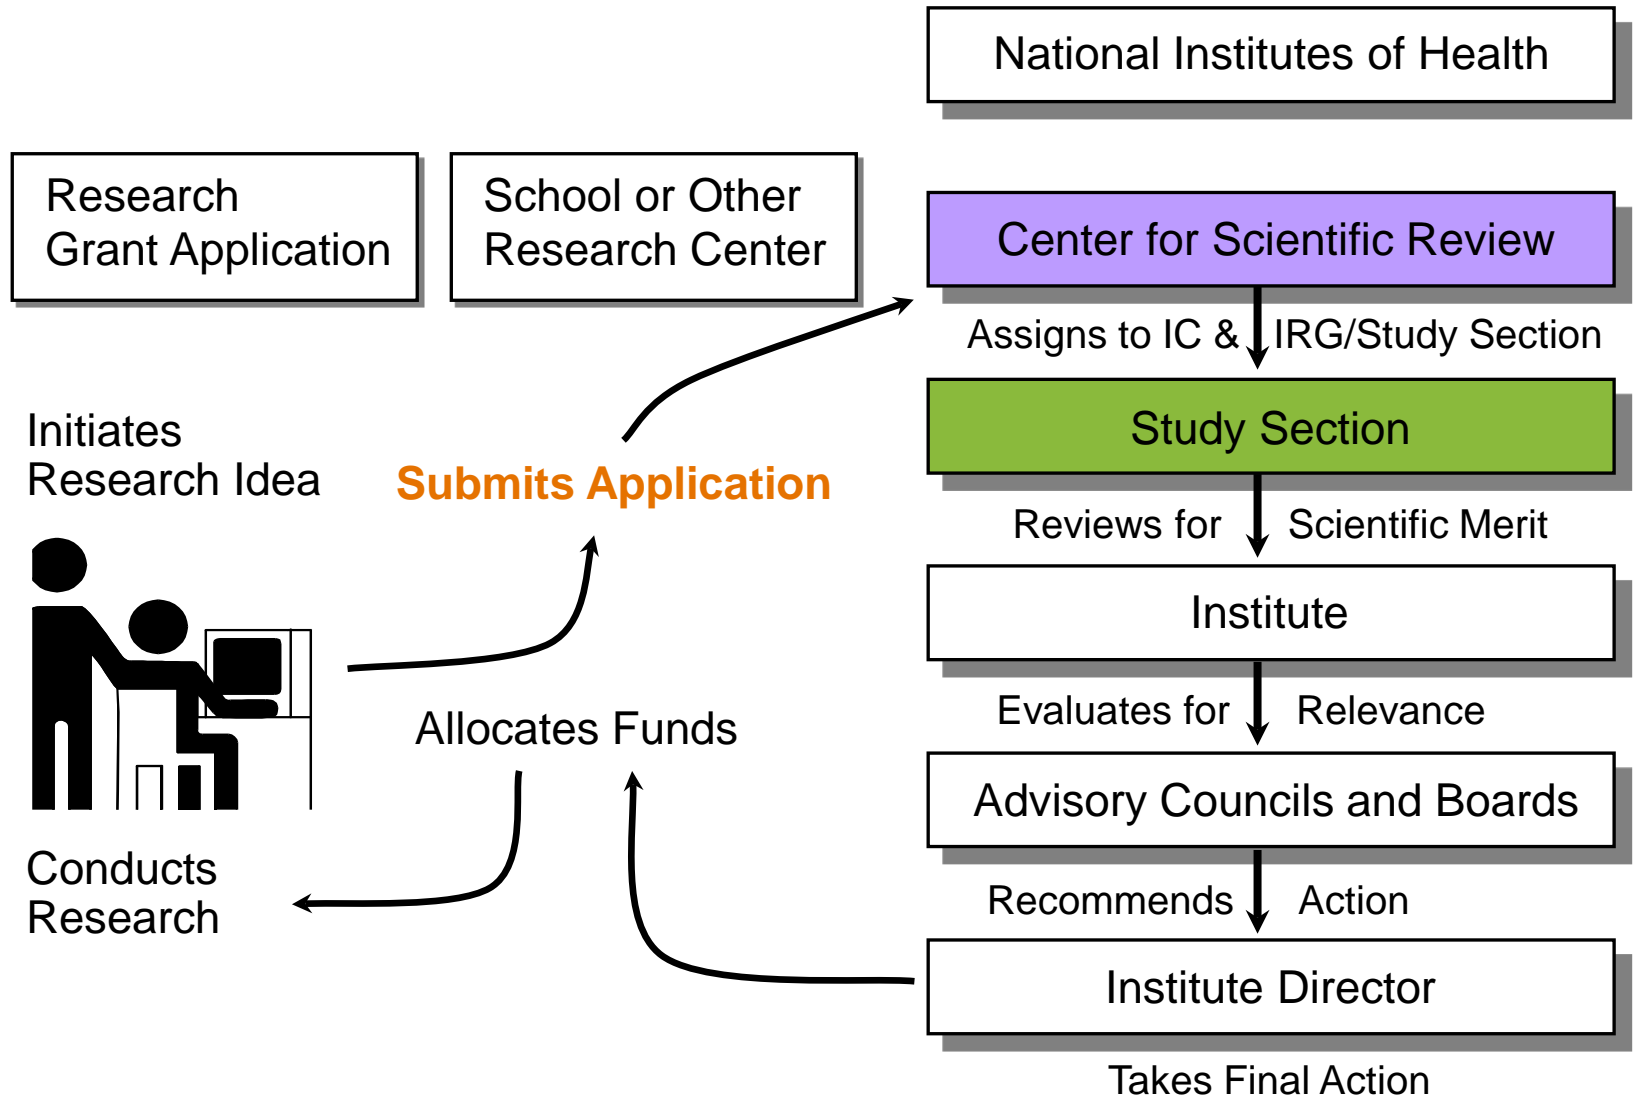 National Institutes of Health
Research
Grant Application
School or Other
Research Center
Center for Scientific Review
Assigns to IC & IRG/Study Section
Initiates
Research Idea
Submits Application
Study Section
Reviews for Scientific Merit
Institute
Evaluates for Relevance
Allocates Funds
Advisory Councils and Boards
Conducts
Research
Recommends Action
Institute Director
Takes Final Action